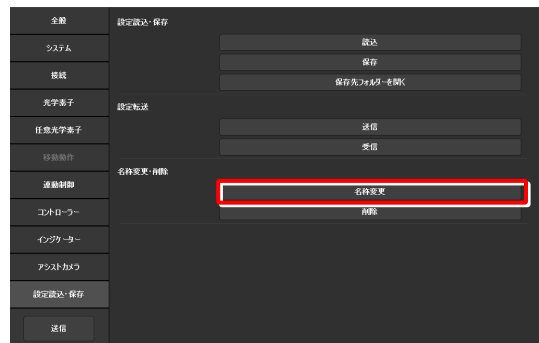 全般
システム
接続
光学素子
任意光学素子
移動動作
連動制御
コントローラー
インジケーター
アシストカメラ
設定読込・保存
送信
設定読込・保存
読込
保存
保存先フォルダーを開く
設定転送
送信
受信
名称変更・削除
名称変更
削除